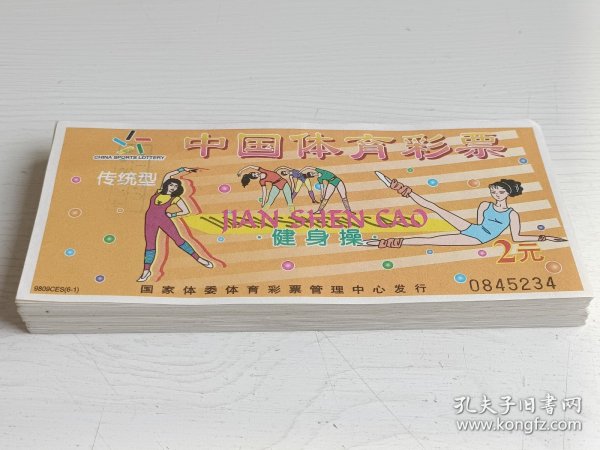 中国体育彩票
CHINA SPORTS LOTTERY
传统型
JIAN SHEN CAO
·健身操·
2元
9809CES(6-1)
国家体委体育彩票管理中心发行
0845234
孔夫子旧书网
www.kongfz.com